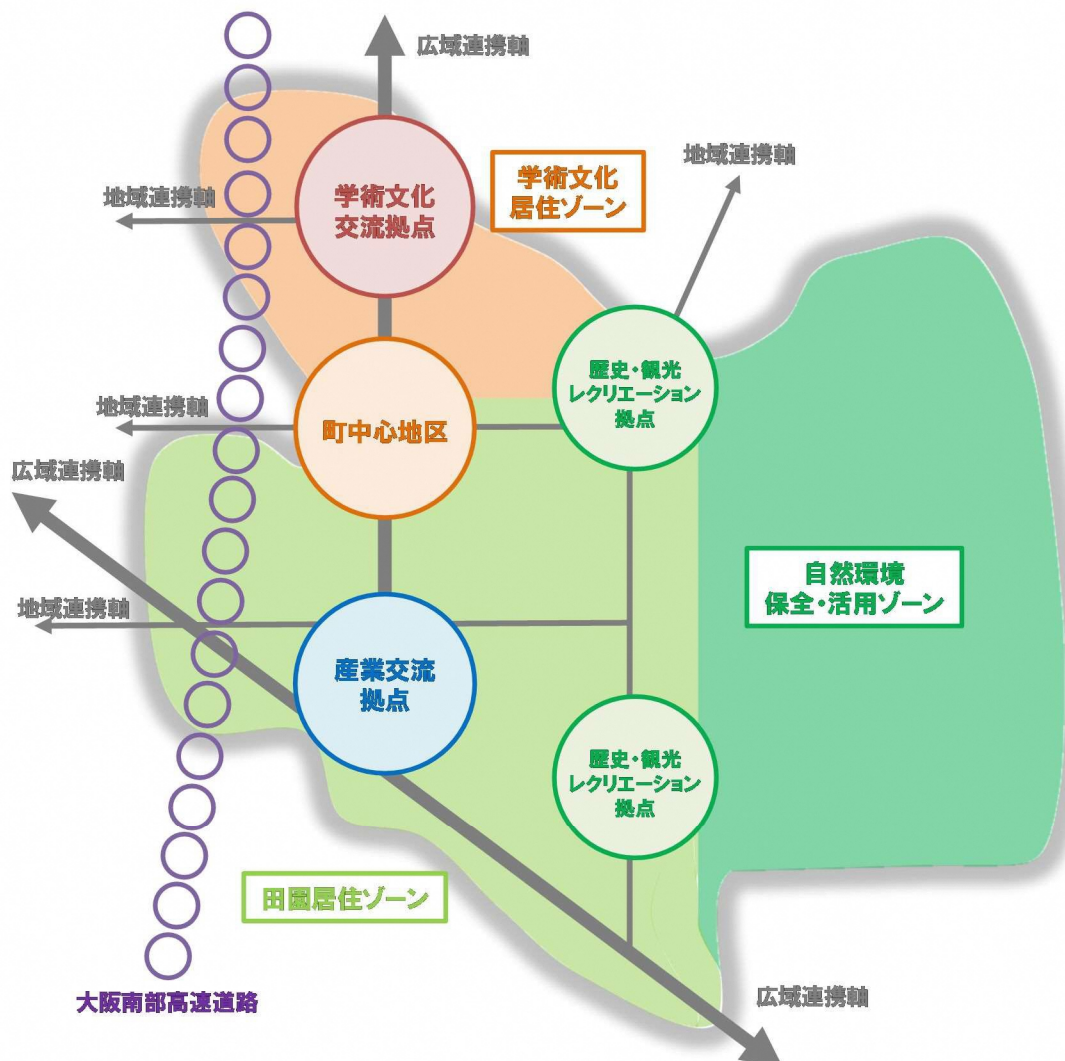 広域連携軸
地域連携軸
学術文化
居住ゾーン
地域連携軸
学術文化
交流拠点
歴史・観光
レクリエーション
拠点
地域連携軸
町中心地区
広域連携軸
自然環境
保全・活用ゾーン
地域連携軸
産業交流
拠点
歴史・観光
レクリエーション
拠点
田園居住ゾーン
広域連携軸
大阪南部高速道路